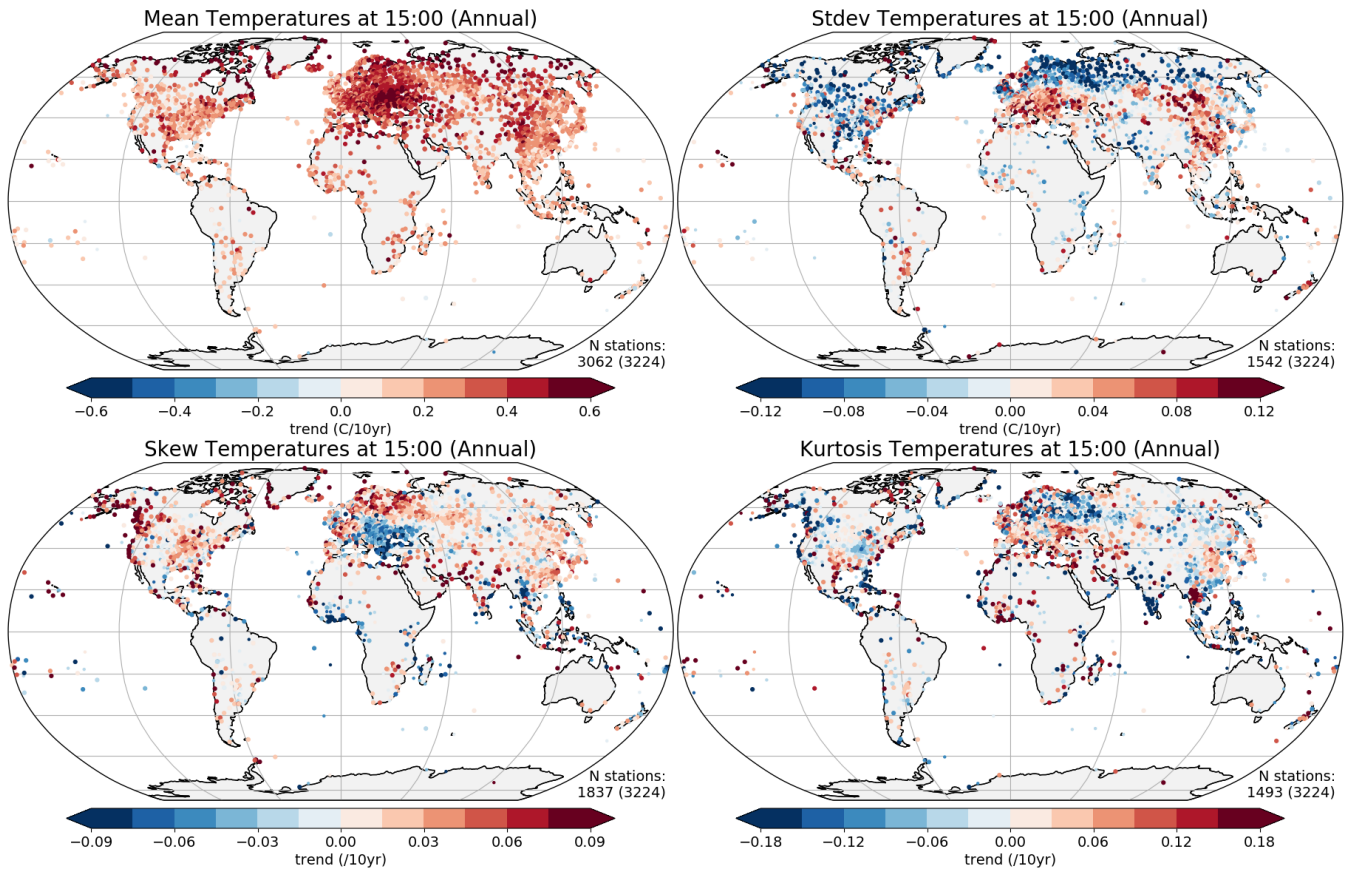 Mean Temperatures at 15:00 (Annual)
N stations:
3062 (3224)
−0.6 −0.4 −0.2 0.0 0.2 0.4 0.6
trend (C/10yr)
Stdev Temperatures at 15:00 (Annual)
N stations:
1542 (3224)
−0.12 −0.08 −0.04 0.00 0.04 0.08 0.12
trend (C/10yr)
Skew Temperatures at 15:00 (Annual)
N stations:
1837 (3224)
−0.09 −0.06 −0.03 0.00 0.03 0.06 0.09
trend (/10yr)
Kurtosis Temperatures at 15:00 (Annual)
N stations:
1493 (3224)
−0.18 −0.12 −0.06 0.00 0.06 0.12 0.18
trend (/10yr)